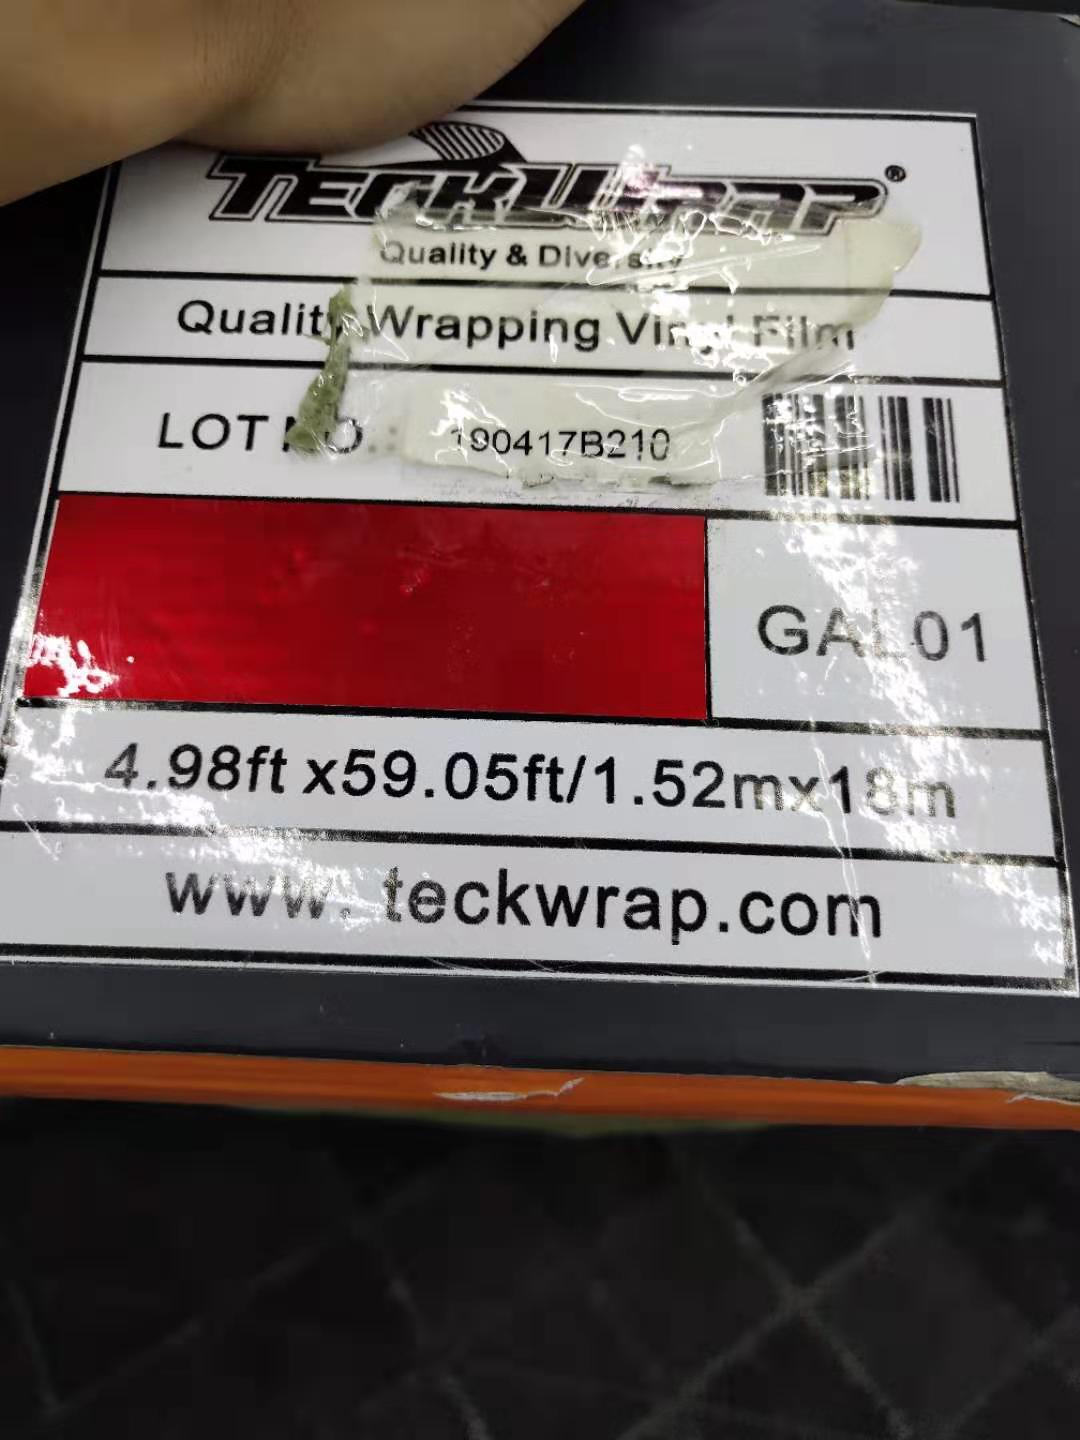 TECKWRAP®
Quality & Diversity
Quality Wrapping Vinyl Film
LOT NO.: 190417B210
GAL01
4.98ft x59.05ft/1.52mx18m
www. teckwrap.com